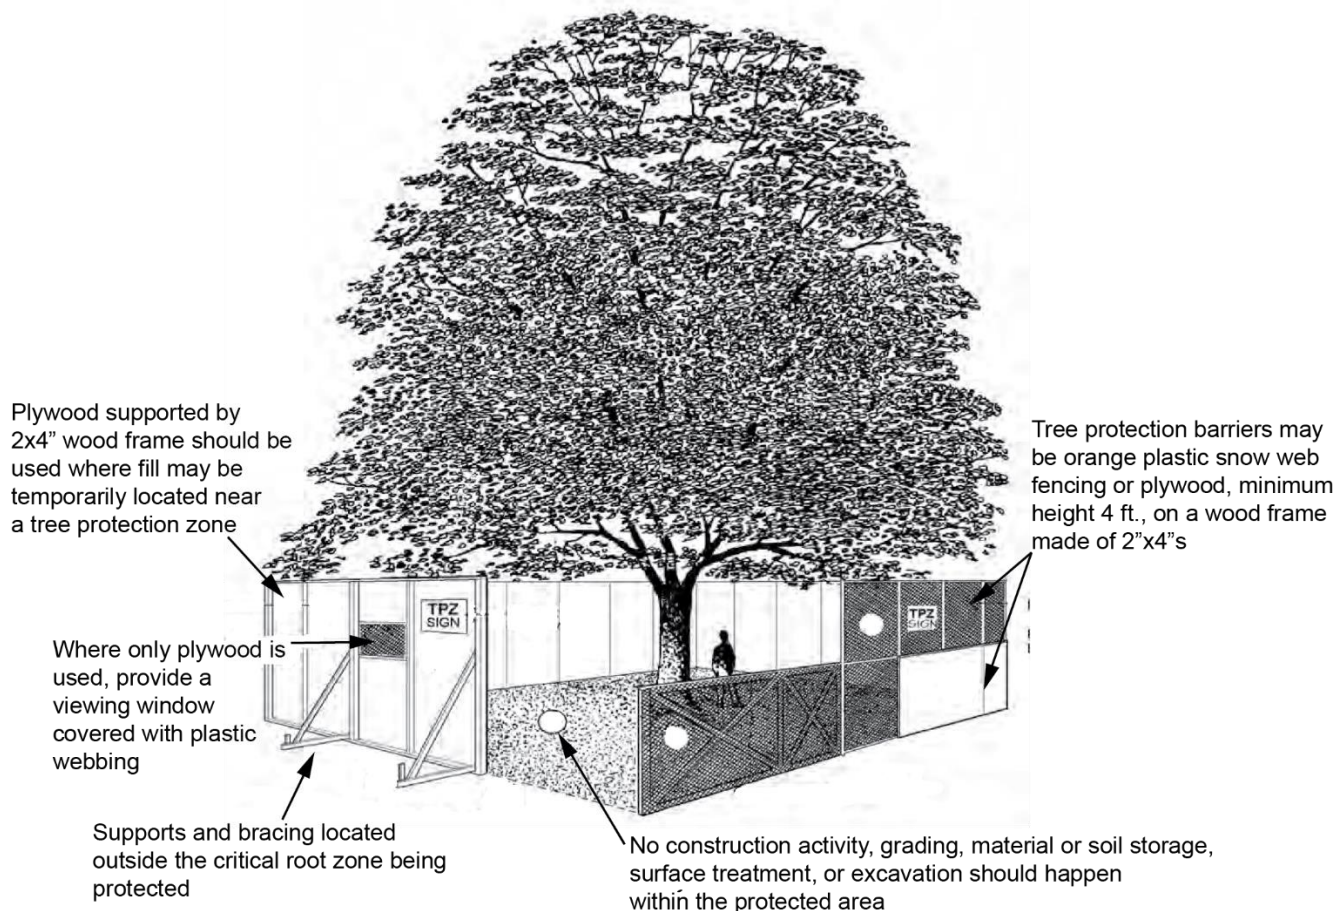 Plywood supported by
2x4” wood frame should be
used where fill may be
temporarily located near
a tree protection zone
Tree protection barriers may
be orange plastic snow web
fencing or plywood, minimum
height 4 ft., on a wood frame
made of 2”x4”s
TPZ
SIGN
TPZ
SIGN
Where only plywood is
used, provide a
viewing window
covered with plastic
webbing
Supports and bracing located
outside the critical root zone being
protected
No construction activity, grading, material or soil storage,
surface treatment, or excavation should happen
within the protected area